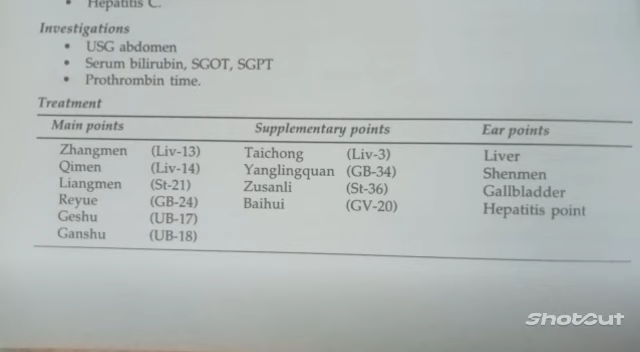 • Hepatitis C.
Investigations
• USG abdomen
• Serum bilirubin, SGOT, SGPT
• Prothrombin time.
Treatment
Main points Supplementary points Ear points
Zhangmen (Liv-13) Taichong (Liv-3) Liver
Qimen (Liv-14) Yanglingquan (GB-34) Shenmen
Liangmen (St-21) Zusanli (St-36) Gallbladder
Reyue (GB-24) Baihui (GV-20) Hepatitis point
Geshu (UB-17)
Ganshu (UB-18)
ShotCut